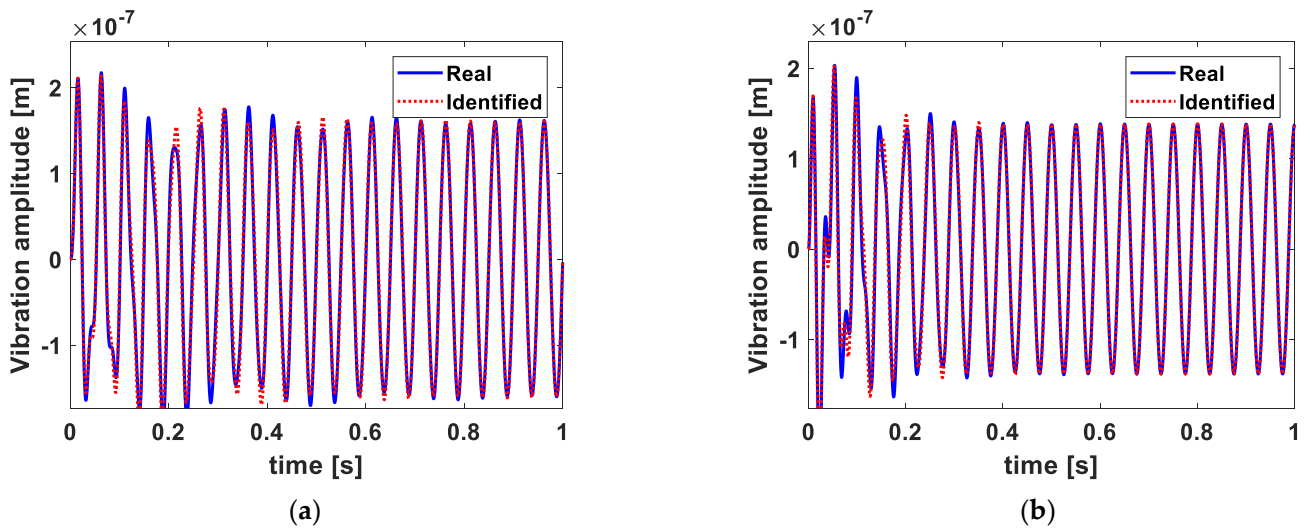 ×10-7
Vibration amplitude [m]
2
1
0
-1
Real
Identified
0
0.2
0.4
0.6
0.8
1
time [s]
(a)
×10-7
Vibration amplitude [m]
2
1
0
-1
Real
Identified
0
0.2
0.4
0.6
0.8
1
time [s]
(b)